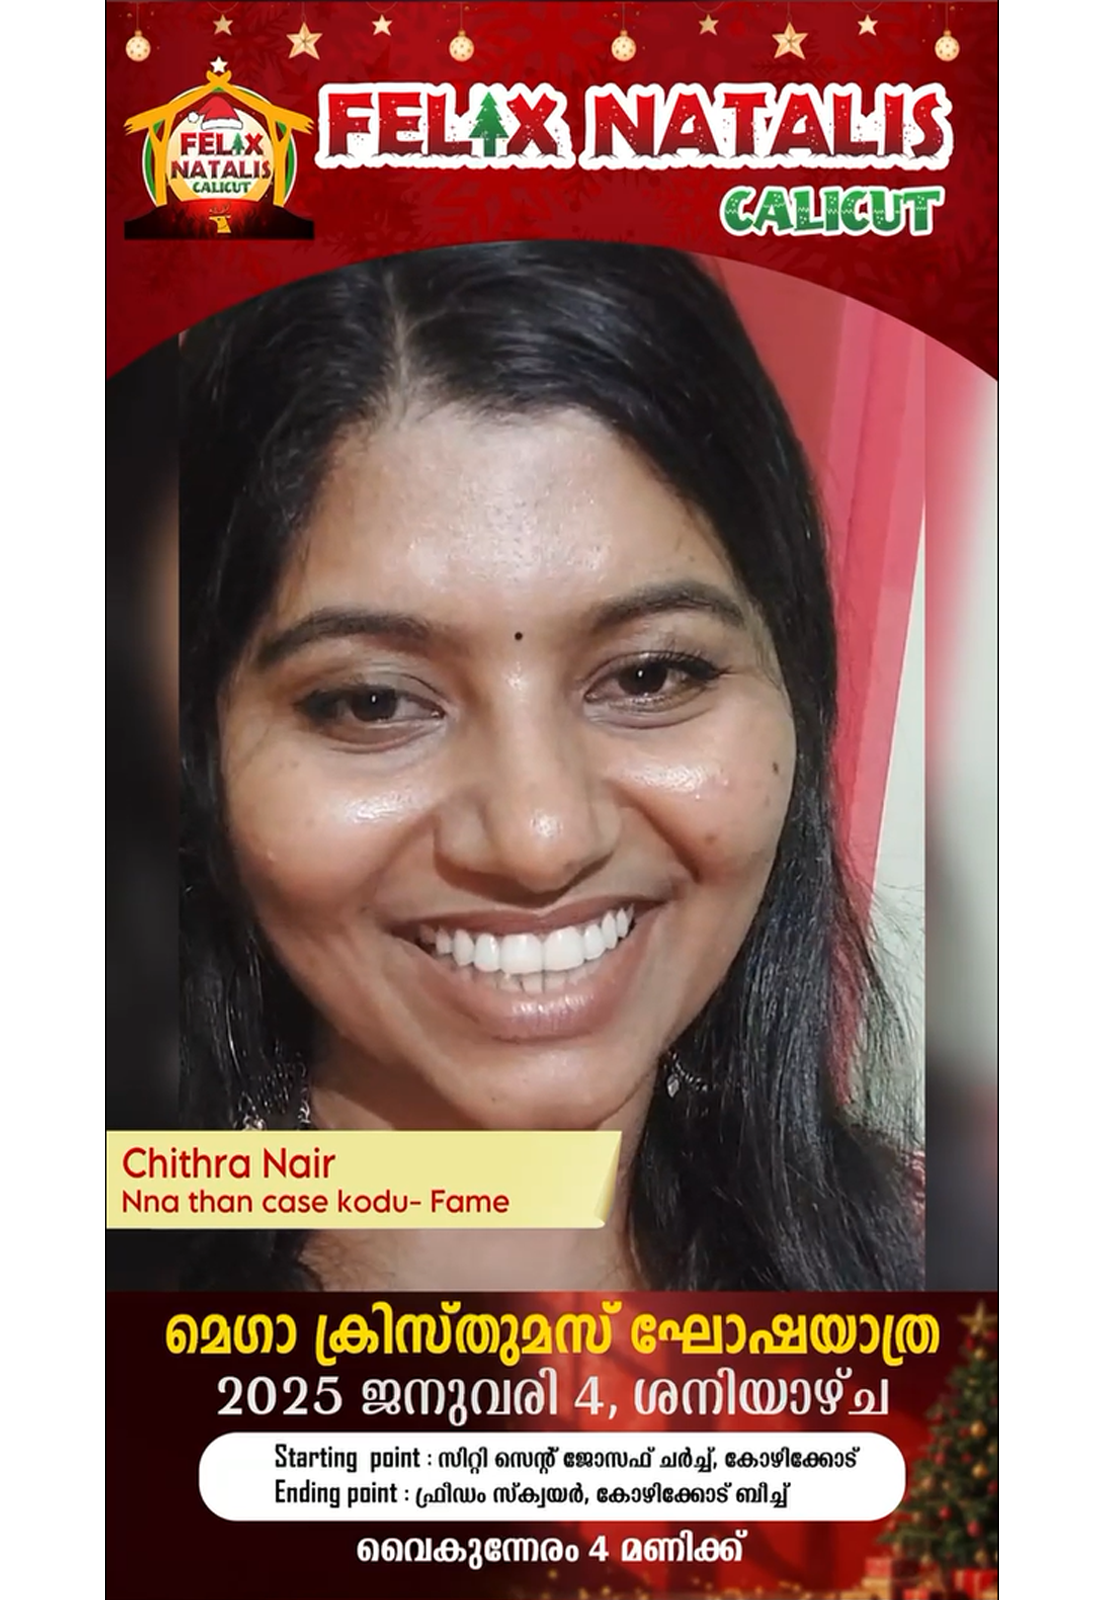 FELIX NATALIS
CALICUT
FELIX
NATALIS
CALICUT
Chithra Nair
Nna than case kodu- Fame
മെഗാ ക്രിസ്തുമസ് ഘോഷയാത്ര
2025 ജനുവരി 4, ശനിയാഴ്ച
Starting point : സിറ്റി സെന്റ് ജോസഫ് ചർച്ച്, കോഴിക്കോട്
Ending point : ഫ്രീഡം സ്ക്വയർ, കോഴിക്കോട് ബീച്ച്
വൈകുന്നേരം 4 മണിക്ക്